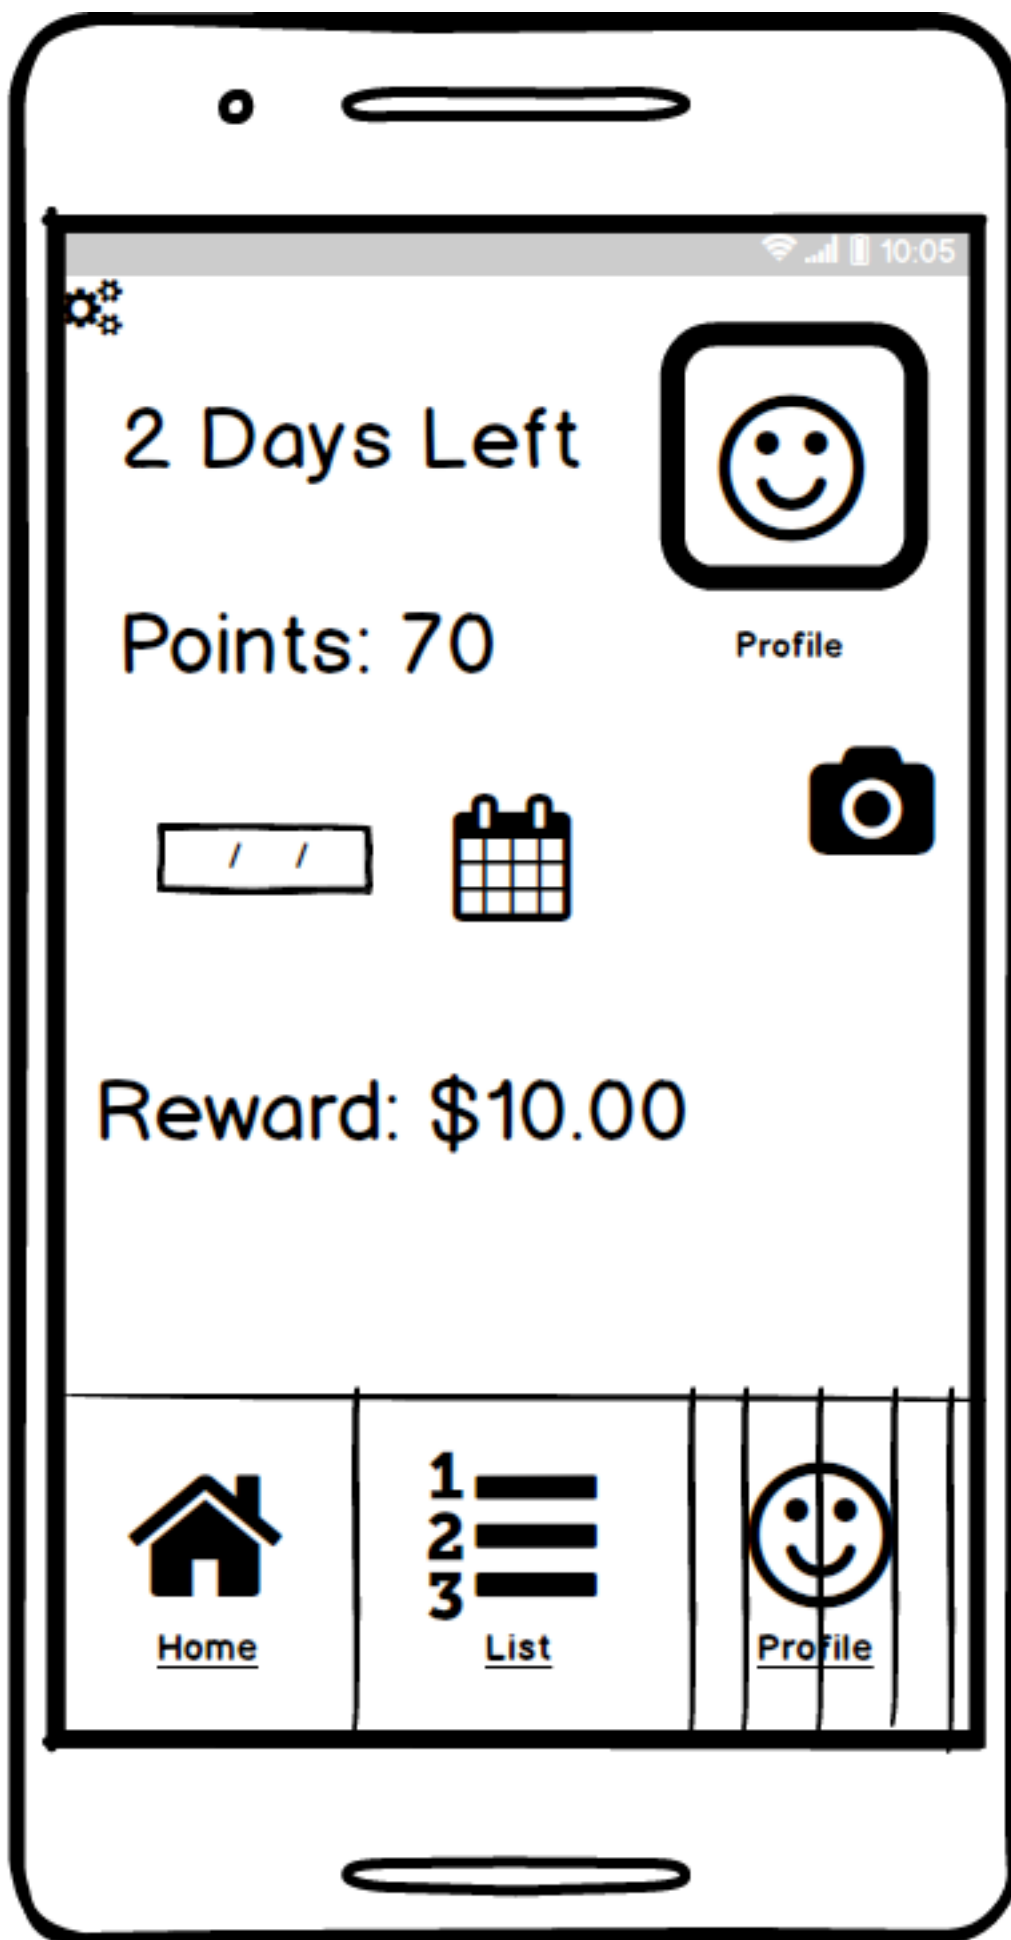 10:05
2 Days Left
Points: 70
Profile
/ /
Reward: $10.00
1
2
3
Home
List
Profile